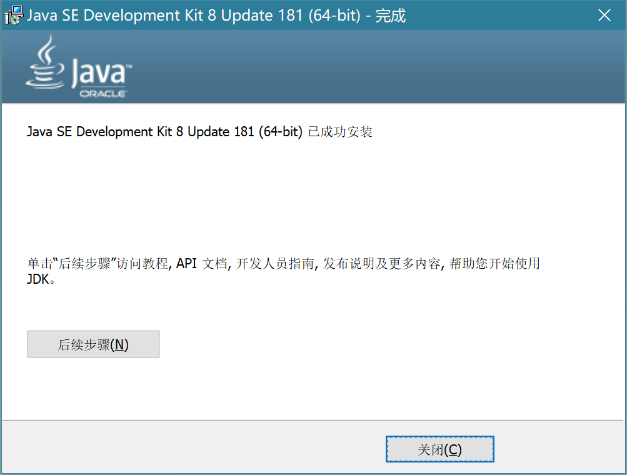 Java SE Development Kit 8 Update 181 (64-bit) - 完成
Java™
ORACLE
Java SE Development Kit 8 Update 181 (64-bit) 已成功安装
单击“后续步骤”访问教程, API 文档, 开发人员指南, 发布说明及更多内容, 帮助您开始使用
JDK。
后续步骤(N)
关闭(C)